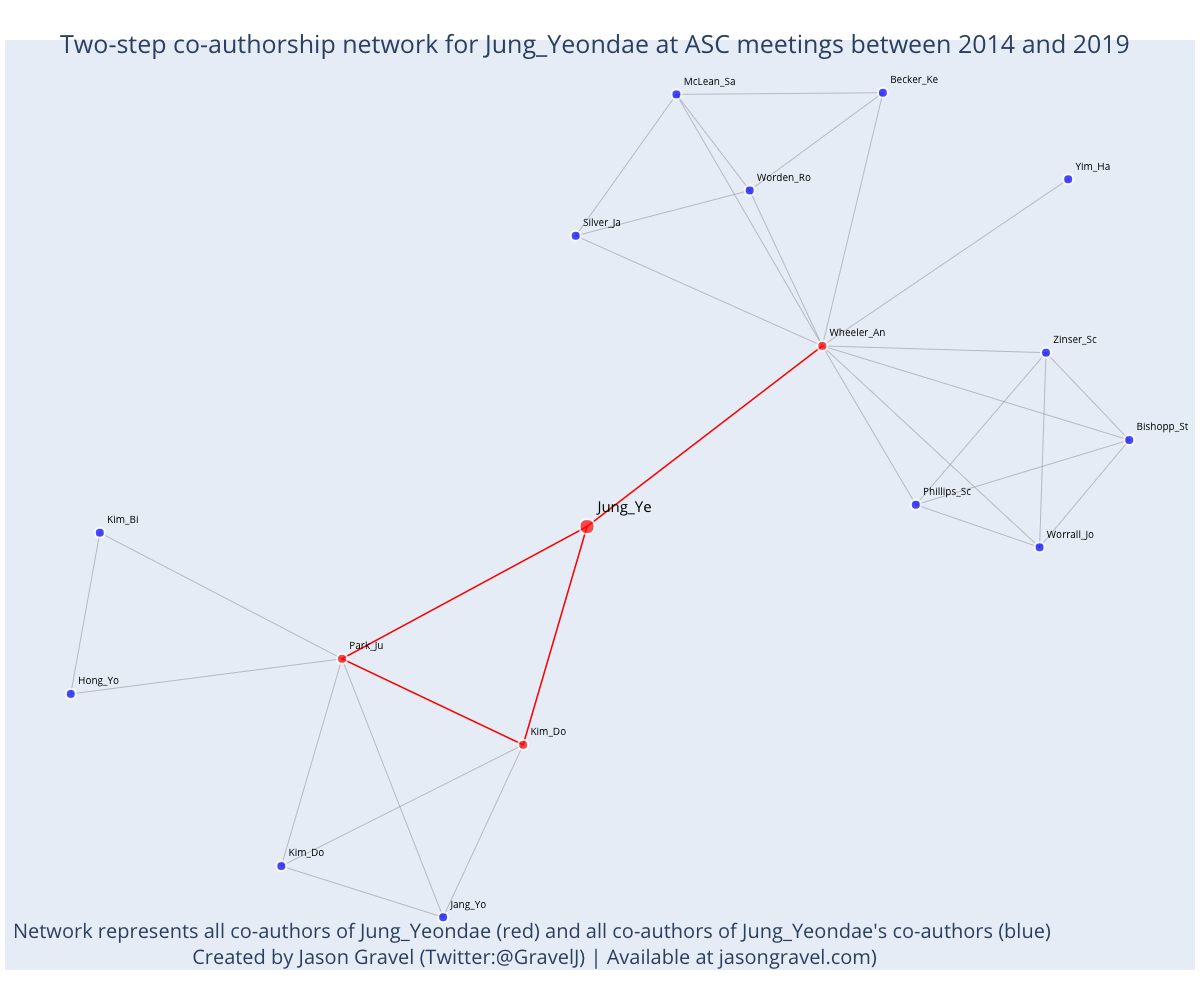 Two-step co-authorship network for Jung_Yeondae at ASC meetings between 2014 and 2019
McLean_Sa
Becker_Ke
Yim_Ha
Worden_Ro
Silver_Ja
Wheeler_An
Zinser_Sc
Bishopp_St
Phillips_Sc
Jung_Ye
Worrall_Jo
Kim_Bi
Park_Ju
Hong_Yo
Kim_Do
Kim_Do
Jang_Yo
Network represents all co-authors of Jung_Yeondae (red) and all co-authors of Jung_Yeondae's co-authors (blue)
Created by Jason Gravel (Twitter:@GravelJ) | Available at jasongravel.com)